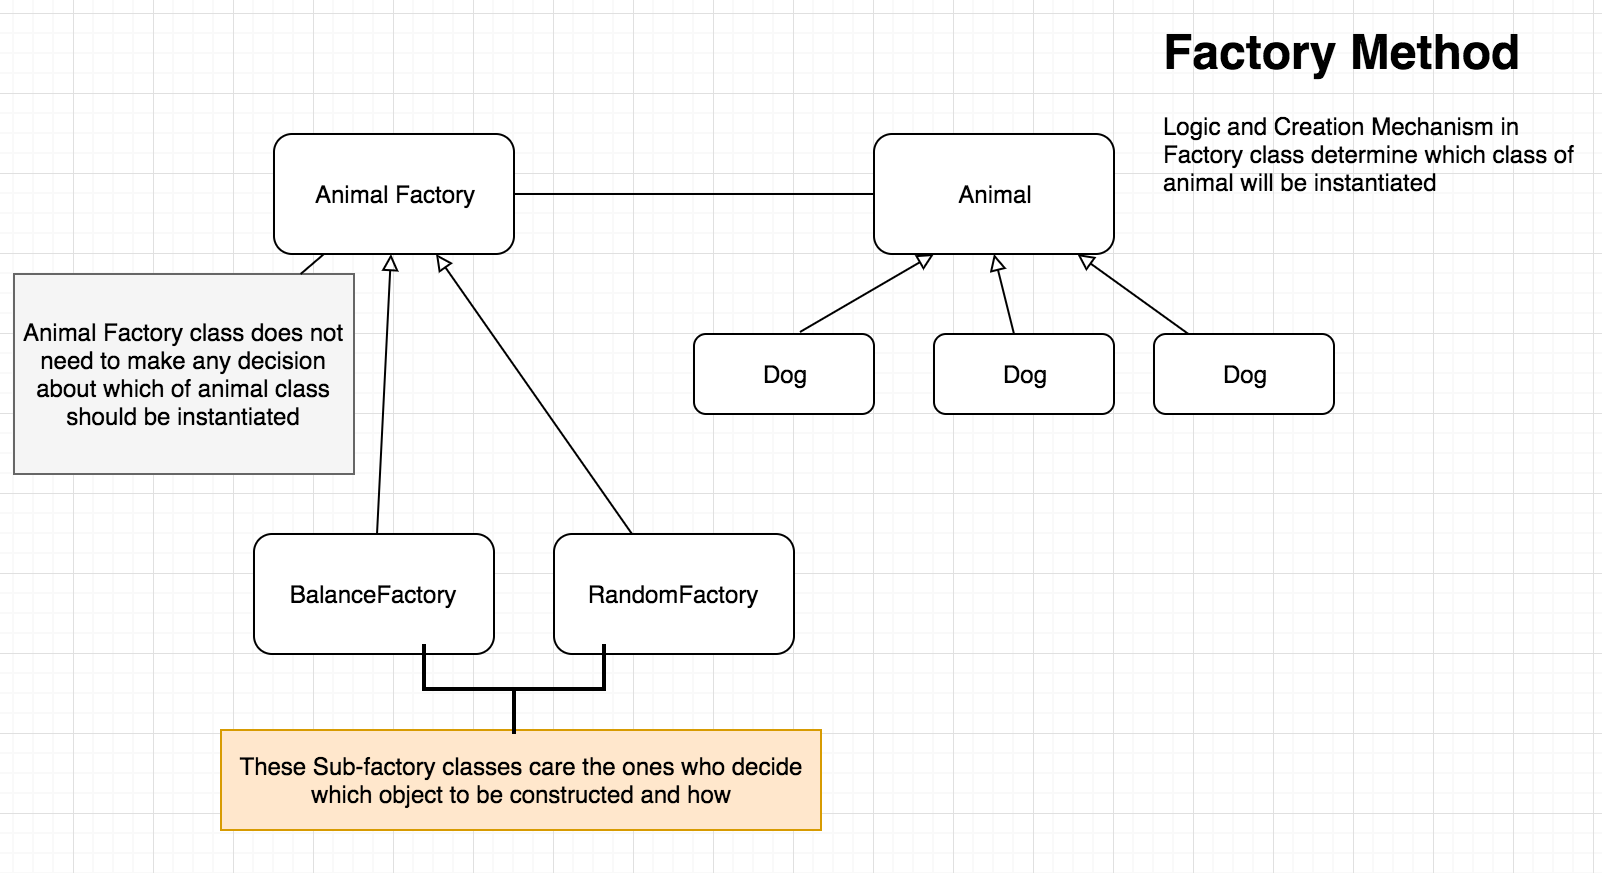 Factory Method
Logic and Creation Mechanism in
Factory class determine which class of
animal will be instantiated
Animal Factory
Animal
Animal Factory class does not
need to make any decision
about which of animal class
should be instantiated
Dog
Dog
Dog
BalanceFactory
RandomFactory
These Sub-factory classes care the ones who decide
which object to be constructed and how